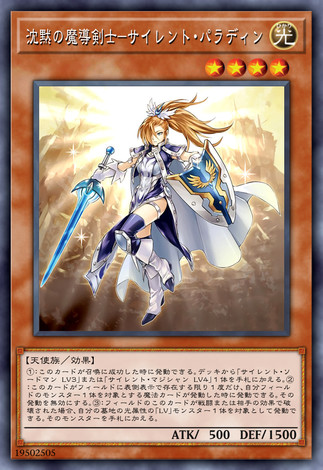 沈黙の魔導剣士-サイレント・パラディン
光
【天使族/効果】
①:このカードが召喚に成功した時に発動できる。デッキから「サイレント・ソー
ドマン LV3」または「サイレント・マジシャン LV4」1体を手札に加える。②
:このカードがフィールドに表側表示で存在する限り1度だけ、自分フィール
ドのモンスター1体を対象とする魔法カードが発動した時に発動できる。その
発動を無効にする。③:フィールドのこのカードが戦闘または相手の効果で破
壊された場合、自分の墓地の光属性の「LV」モンスター1体を対象として発動で
きる。そのモンスターを手札に加える。
ATK/ 500 DEF/1500
19502505